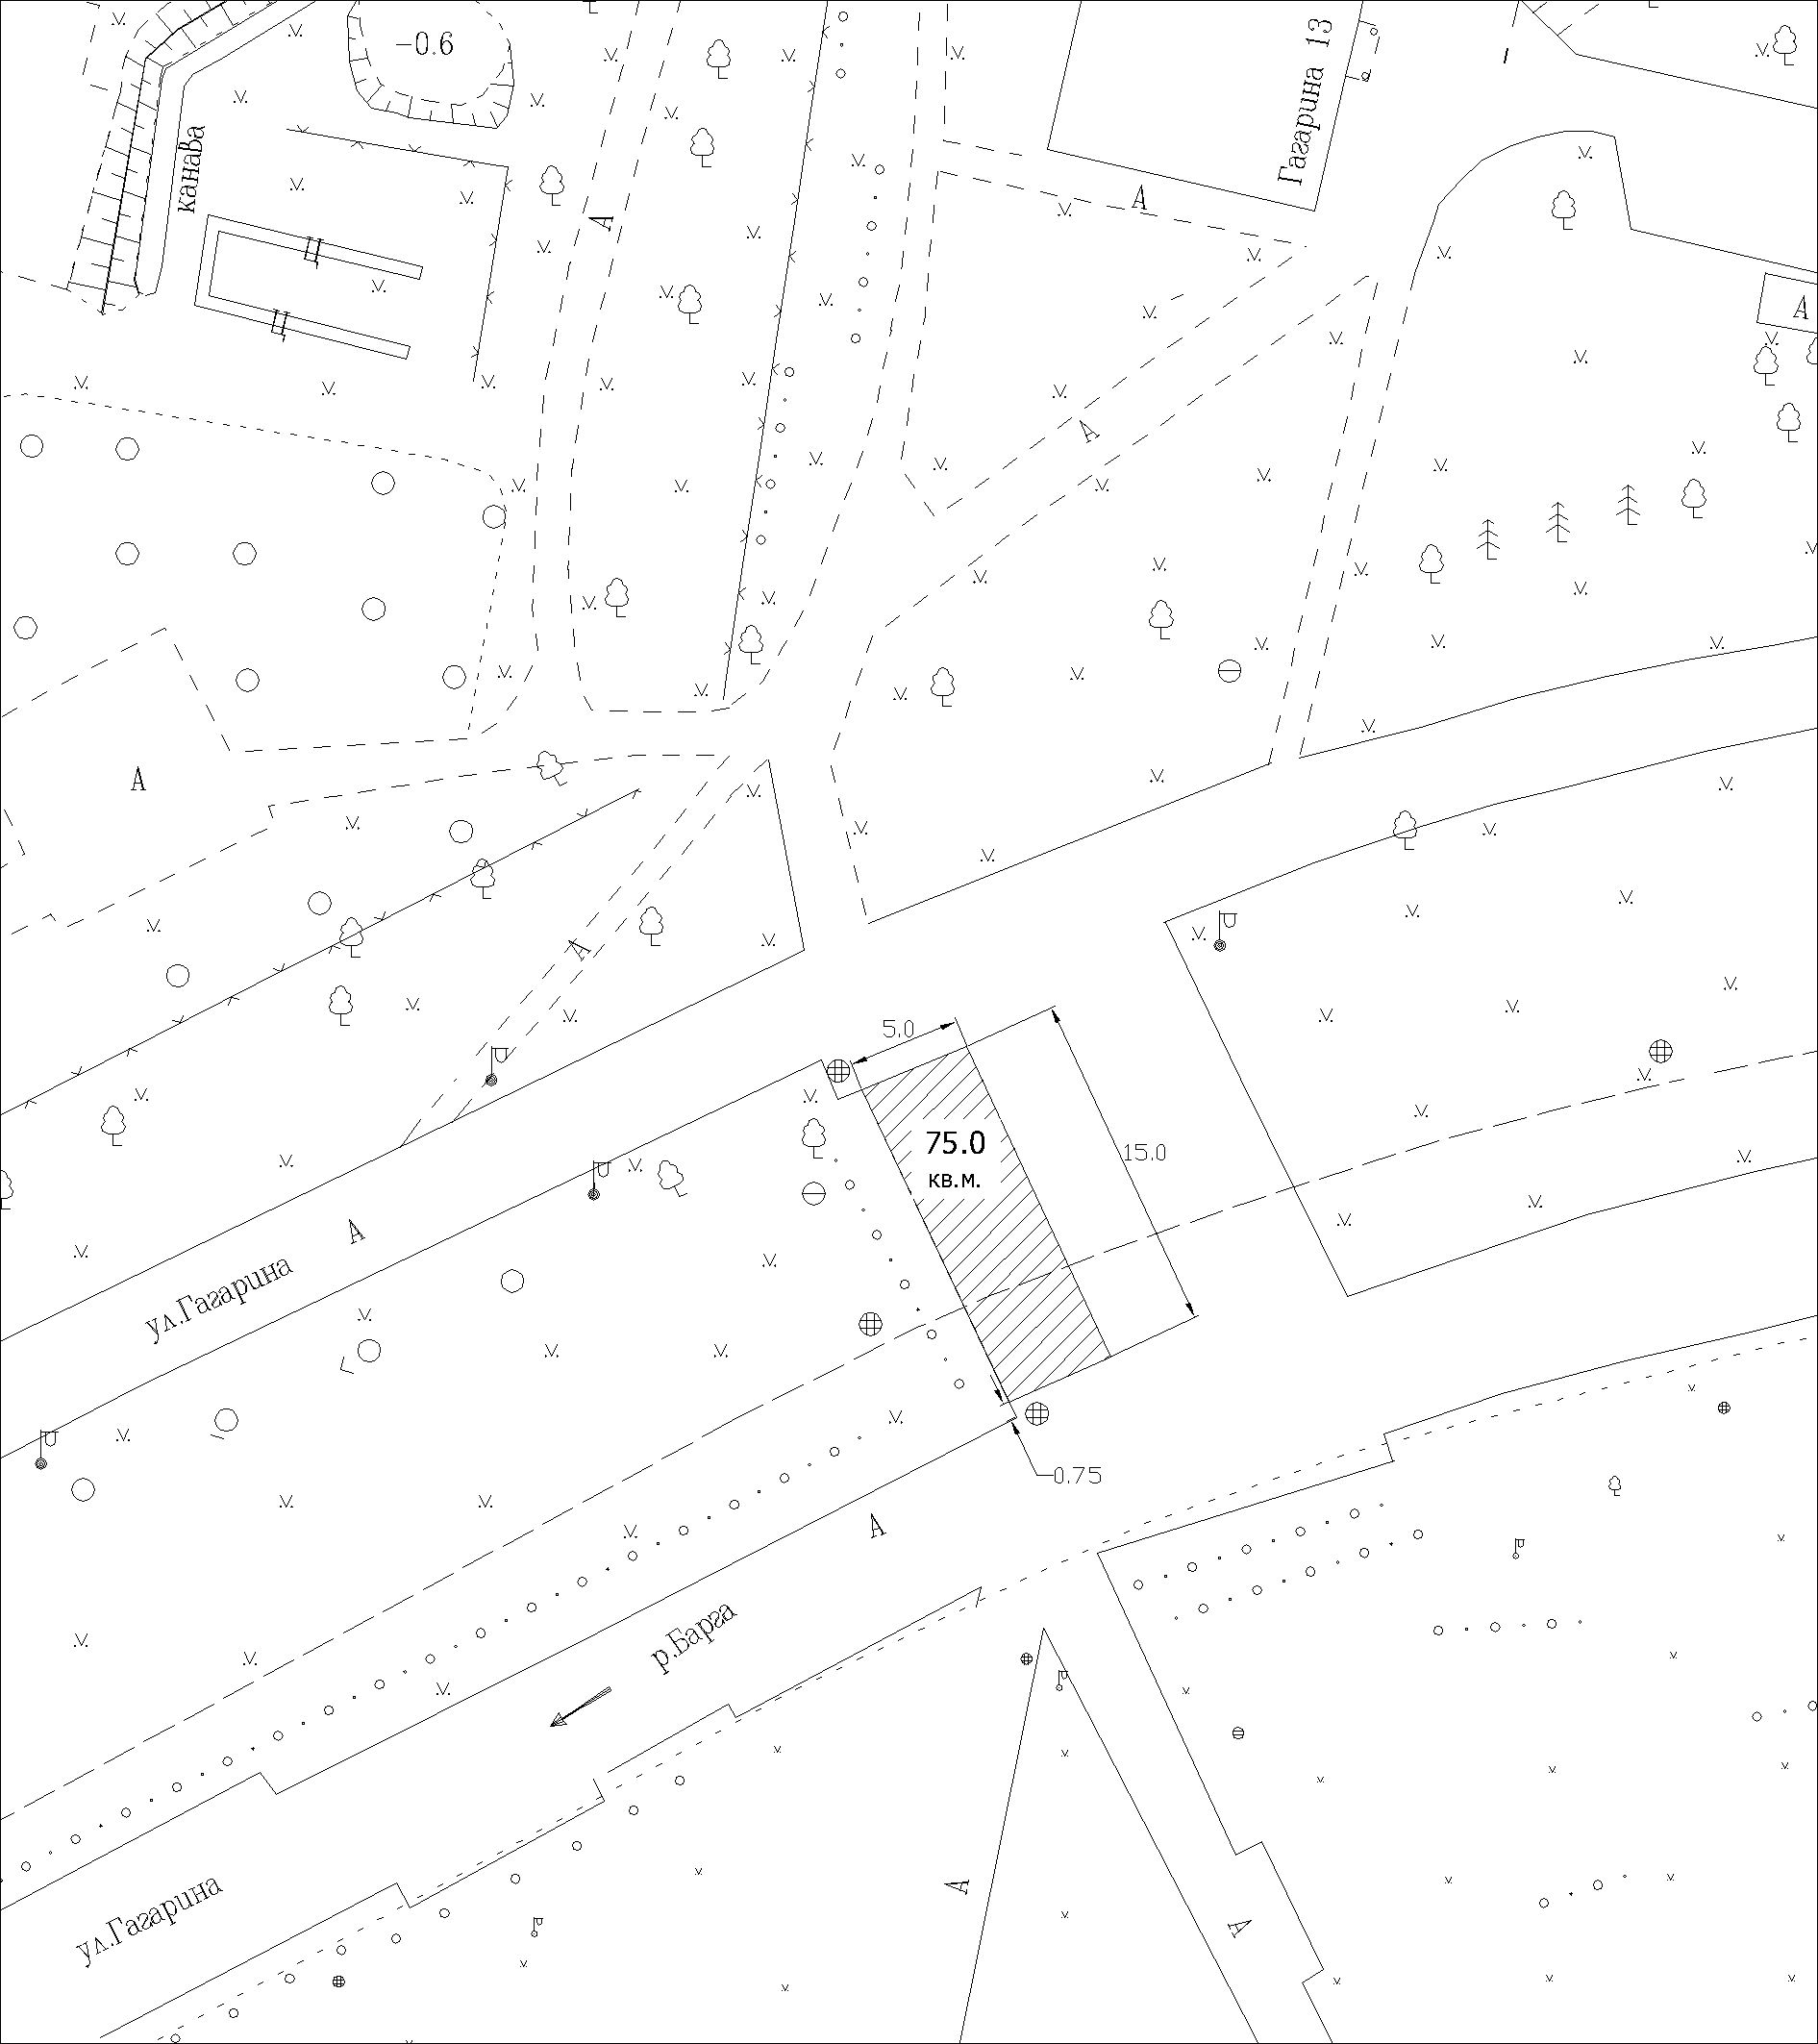 -0.6
Гагарина 13
канава
А
А
Ц
Ц
А
А
А
А
5.0
75.0
кв.м.
15.0
А
ул.Гагарина
0.75
А
р.Барга
ул.Гагарина
А
А